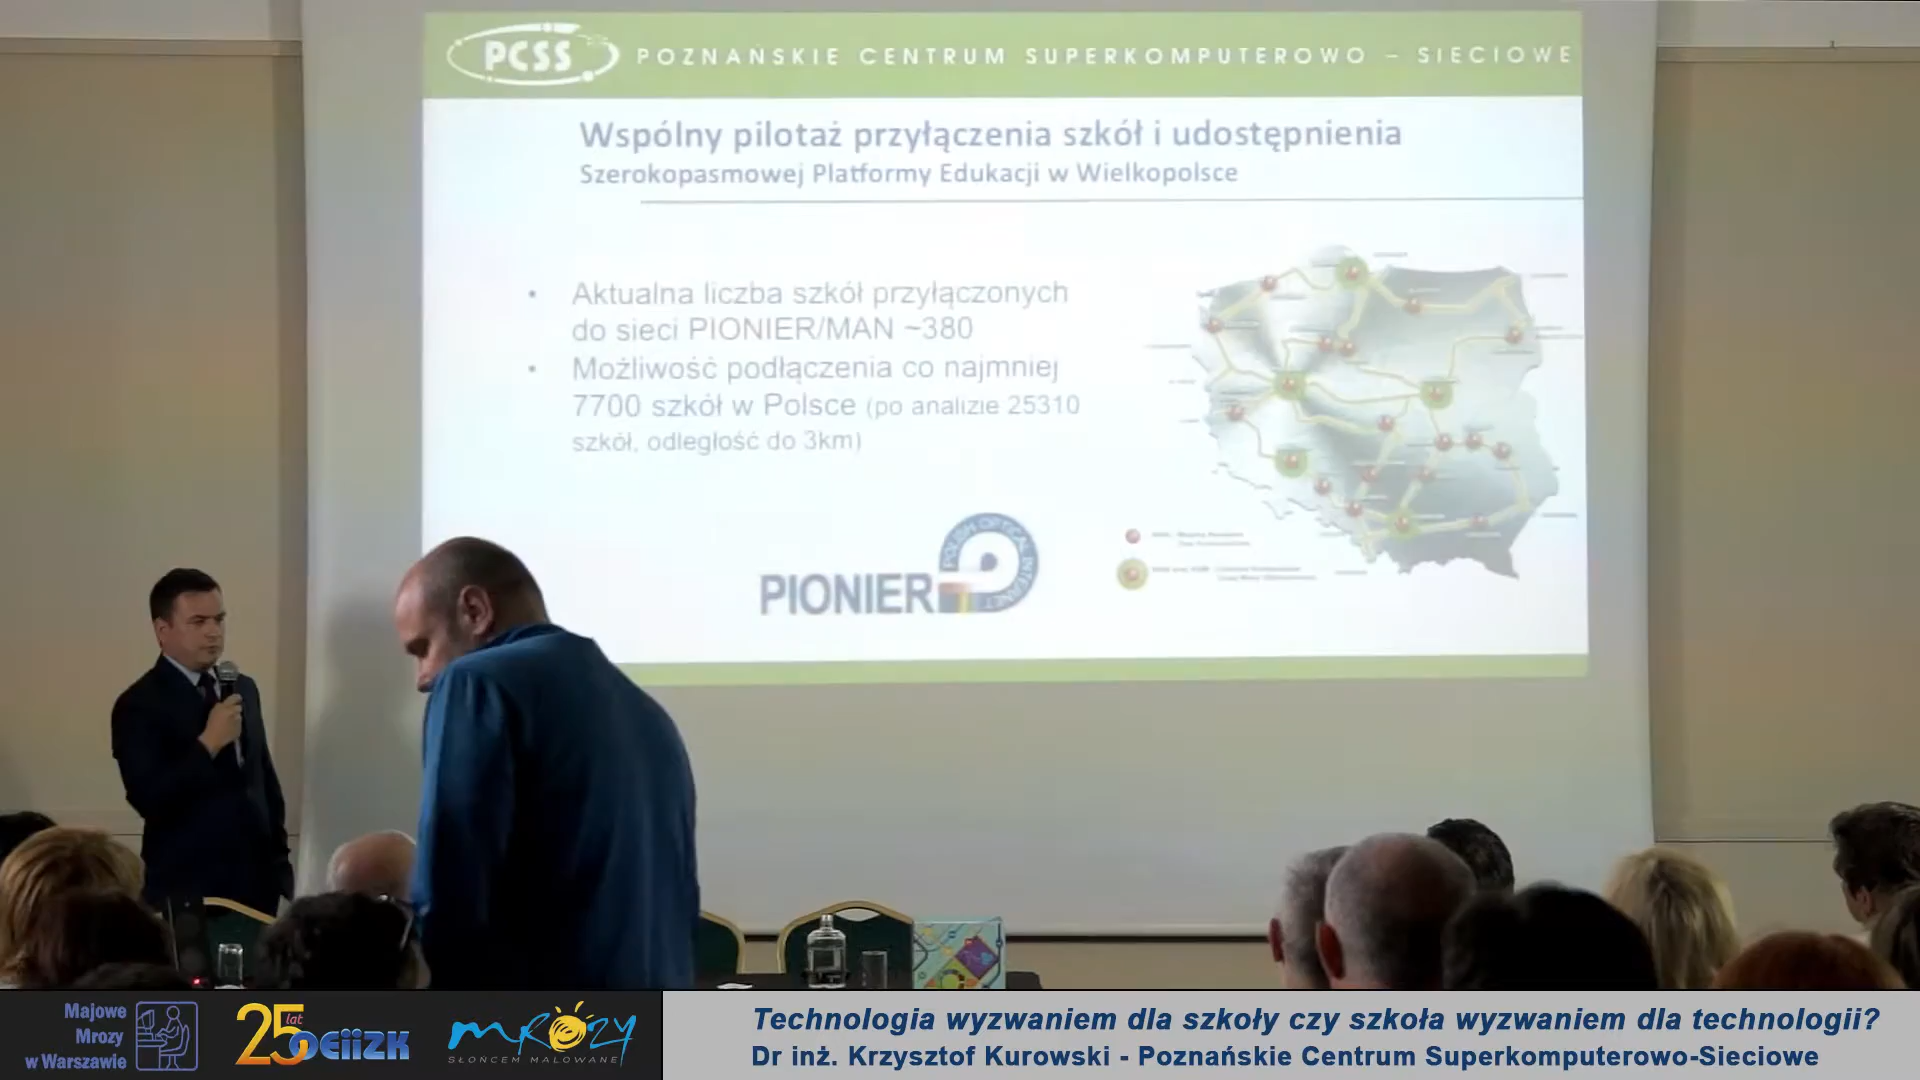 PCSS POZNAŃSKIE CENTRUM SUPERKOMPUTEROWO – SIECIOWE
Wspólny pilotaż przyłączenia szkół i udostępnienia
Szerokopasmowej Platformy Edukacji w Wielkopolsce
• Aktualna liczba szkół przyłączonych
do sieci PIONIER/MAN ~380
• Możliwość podłączenia co najmniej
7700 szkół w Polsce (po analizie 25310
szkół, odległość do 3km)
PIONIER
POLISH OPTICAL INTERNET
Majowe
Mrozy
w Warszawie
25 lat OEIiZK
mrozy
SŁOŃCEM MALOWANE
Technologia wyzwaniem dla szkoły czy szkoła wyzwaniem dla technologii?
Dr inż. Krzysztof Kurowski - Poznańskie Centrum Superkomputerowo-Sieciowe